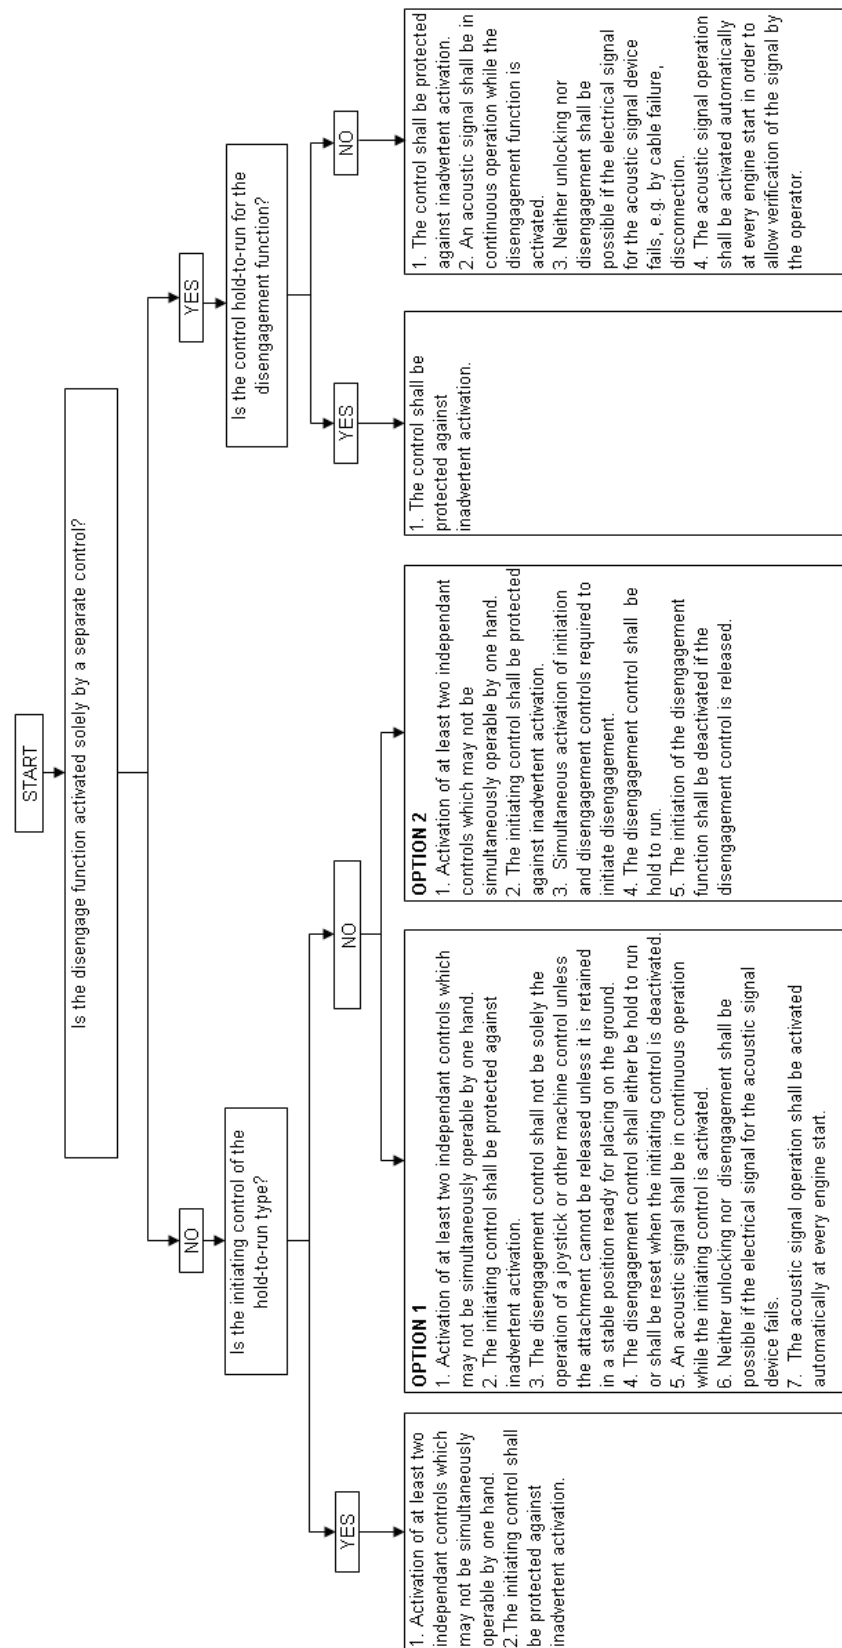 START
Is the disengage function activated solely by a separate control?
NO
YES
Is the initiating control of the
hold-to-run type?
Is the control hold-to-run for the
disengagement function?
YES
NO
YES
NO
1. Activation of at least two
independant controls which
may not be simultaneously
operable by one hand.
2.The initiating control shall
be protected against
inadvertent activation.
OPTION 1
1. Activation of at least two independant controls which
may not be simultaneously operable by one hand.
2. The initiating control shall be protected against
inadvertent activation.
3. The disengagement control shall not be solely the
operation of a joystick or other machine control unless
the attachment cannot be released unless it is retained
in a stable position ready for placing on the ground.
4. The disengagement control shall either be hold to run
or shall be reset when the initiating control is deactivated.
5. An acoustic signal shall be in continuous operation
while the initiating control is activated.
6. Neither unlocking nor disengagement shall be
possible if the electrical signal for the acoustic signal
device fails.
7. The acoustic signal operation shall be activated
automatically at every engine start.
OPTION 2
1. Activation of at least two independant
controls which may not be
simultaneously operable by one hand.
2. The initiating control shall be protected
against inadvertent activation.
3. Simultaneous activation of initiation
and disengagement controls required to
initiate disengagement.
4. The disengagement control shall be
hold to run.
5. The initiation of the disengagement
function shall be deactivated if the
disengagement control is released.
1. The control shall be
protected against
inadvertent activation.
1. The control shall be protected
against inadvertent activation.
2. An acoustic signal shall be in
continuous operation while the
disengagement function is
activated.
3. Neither unlocking nor
disengagement shall be
possible if the electrical signal
for the acoustic signal device
fails, e.g. by cable failure,
disconnection.
4. The acoustic signal operation
shall be activated automatically
at every engine start in order to
allow verification of the signal by
the operator.